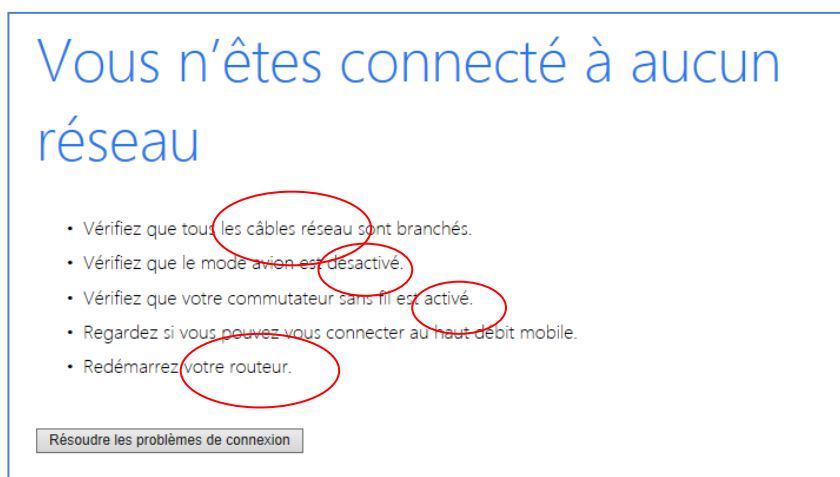 Vous n’êtes connecté à aucun
réseau
• Vérifiez que tous les câbles réseau sont branchés.
• Vérifiez que le mode avion est désactivé.
• Vérifiez que votre commutateur sans fil est activé.
• Regardez si vous pouvez vous connecter au haut débit mobile.
• Redémarrez votre routeur.
Résoudre les problèmes de connexion